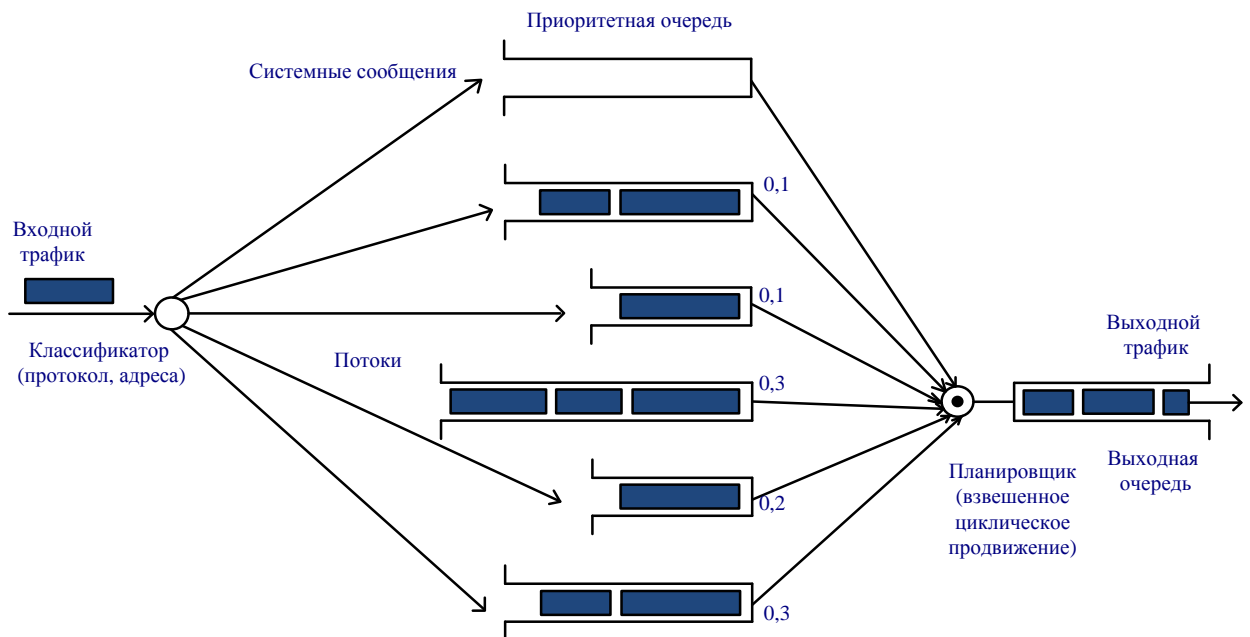 Приоритетная очередь
Системные сообщения
0,1
Входной
трафик
0,1
Классификатор
(протокол, адреса)
Потоки
0,3
Выходной
трафик
Планировщик
(взвешенное
циклическое
продвижение)
Выходная
очередь
0,2
0,3